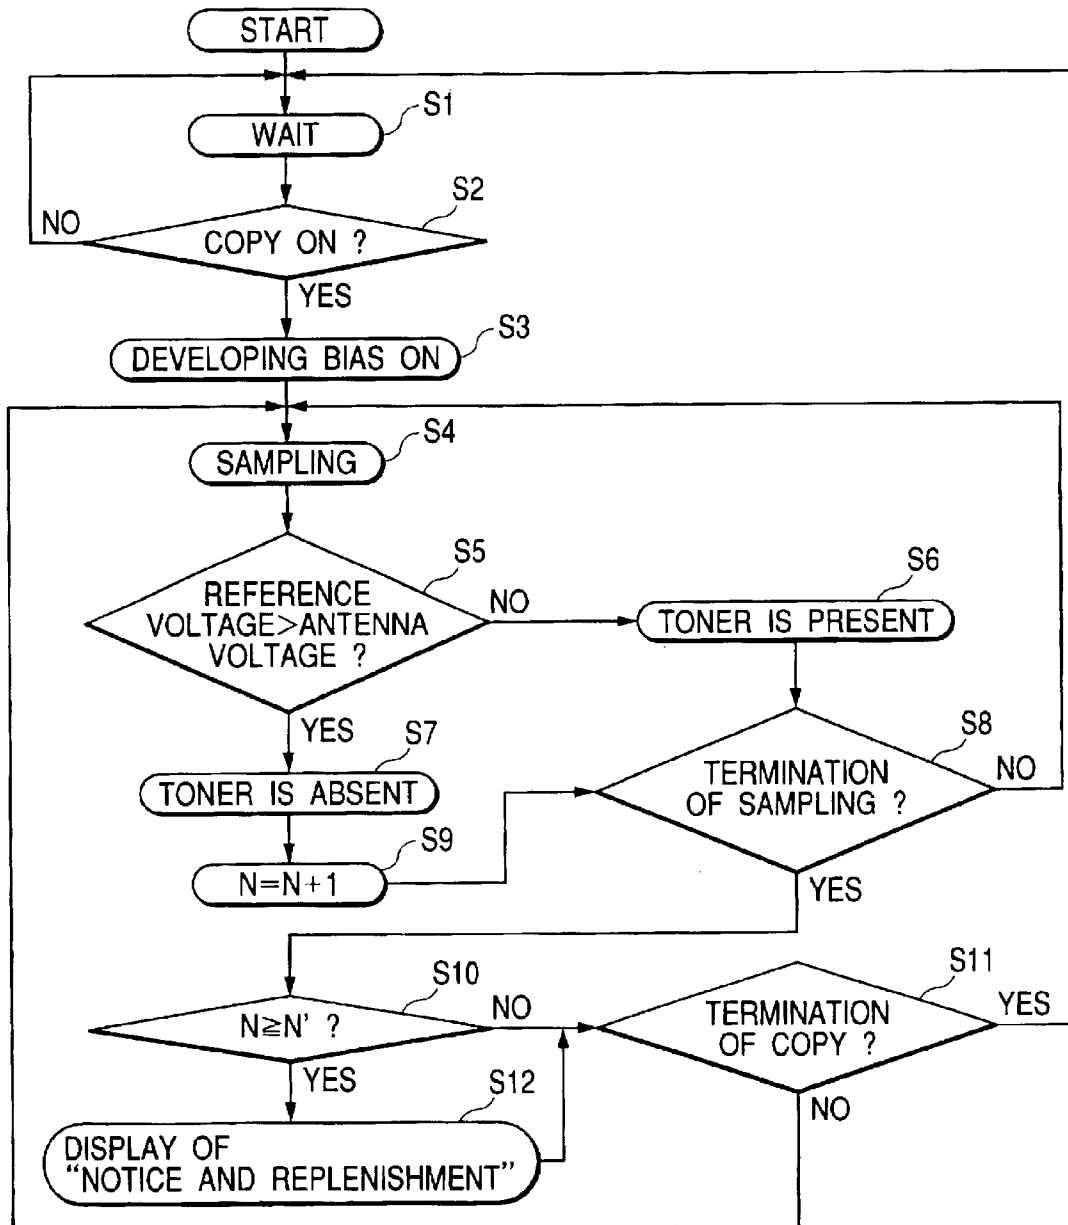 START
S1
WAIT
S2
NO
COPY ON ?
YES
S3
DEVELOPING BIAS ON
S4
SAMPLING
S5
REFERENCE
VOLTAGE>ANTENNA
VOLTAGE ?
NO
S6
TONER IS PRESENT
YES
S7
TONER IS ABSENT
S8
TERMINATION
OF SAMPLING ?
NO
S9
N=N+1
YES
S10
N≧N' ?
NO
S11
TERMINATION
OF COPY ?
YES
YES
S12
NO
DISPLAY OF
“NOTICE AND REPLENISHMENT”